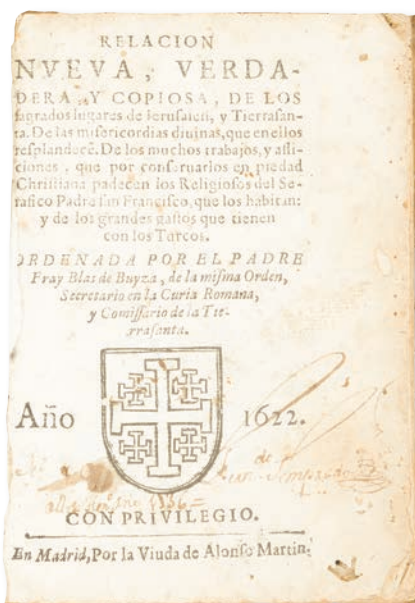 RELACION
NVEVA, VERDA-
DERA, Y COPIOSA, DE LOS
sagrados lugares de Ierusalen, y Tierrasan-
ta. De las misericordias diuinas, que en ellos
resplandecē. De los muchos trabajos, y afli-
ciones, que por conseruarlos en piedad
Christiana padecen los Religiosos del Se-
rafico Padre san Francisco, que los habitan:
y de los grandes gastos que tienen
con los Turcos.
ORDENADA POR EL PADRE
Fray Blas de Buyza, de la misma Orden,
Secretario en la Curia Romana,
y Comissario de la Tie-
rrasanta.
Año 1622.
de
CON PRIVILEGIO.
En Madrid, Por la Viuda de Alonso Martin.